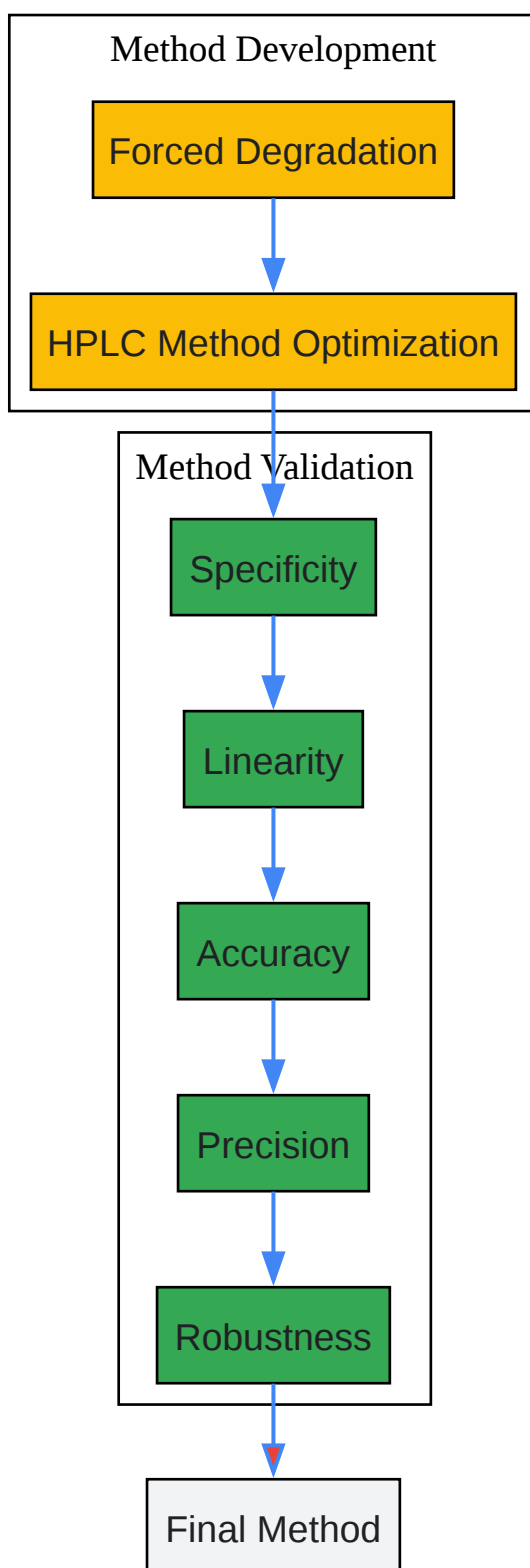 Method Development
Forced Degradation
HPLC Method Optimization
Method Validation
Specificity
Linearity
Accuracy
Precision
Robustness
Final Method